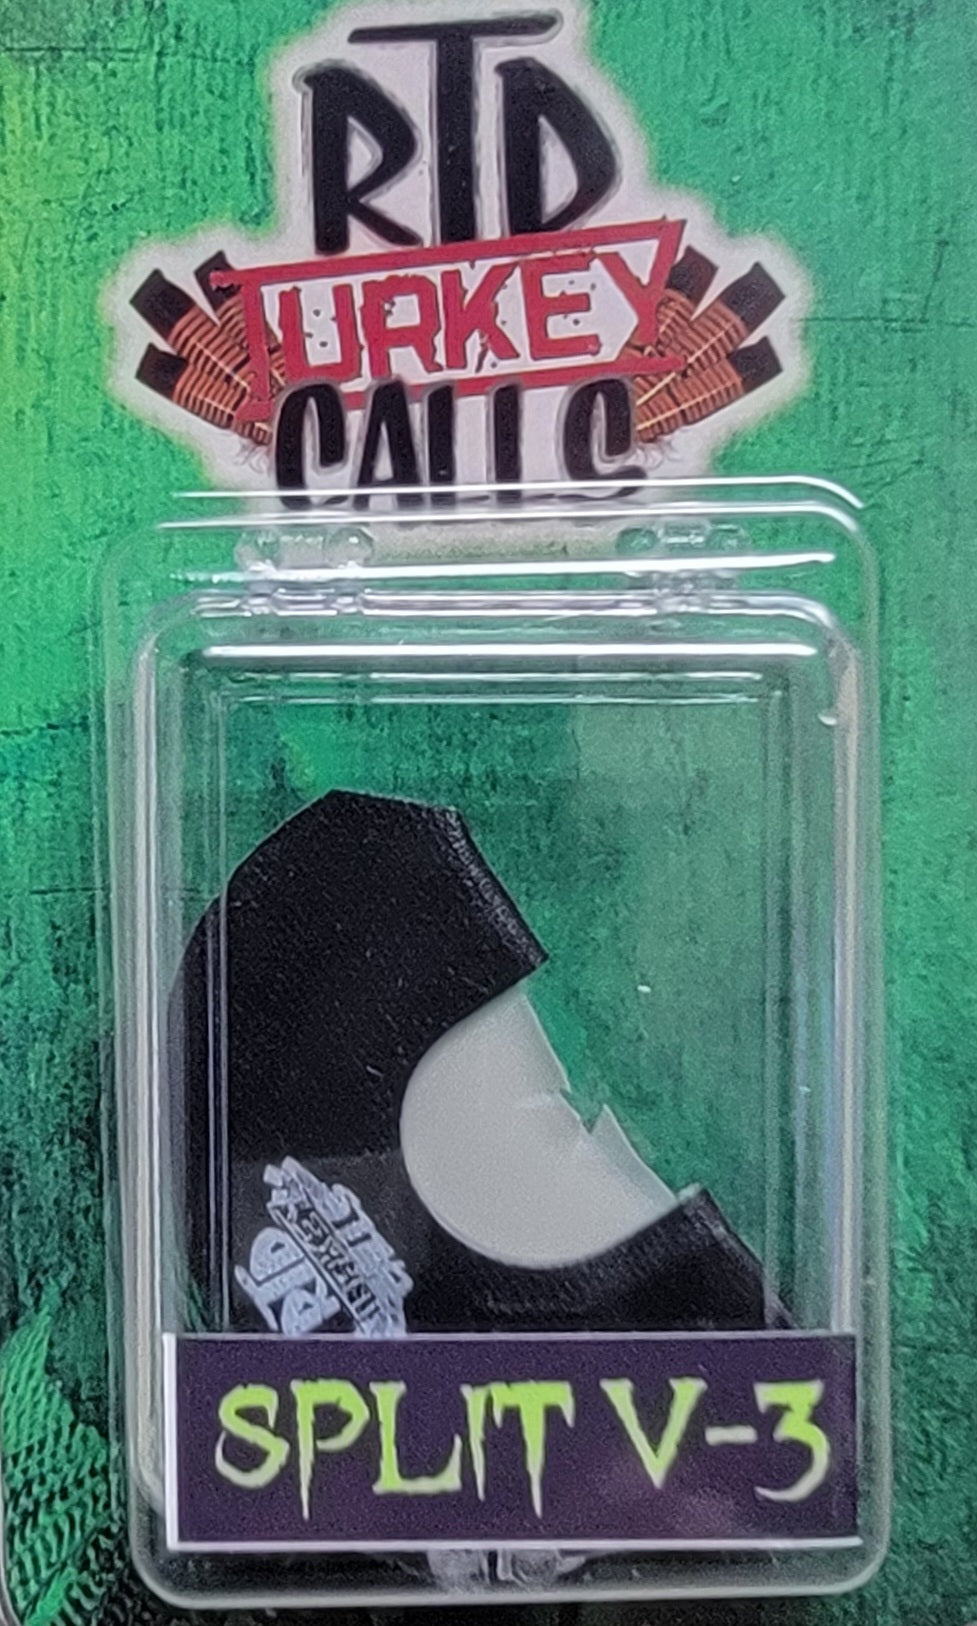 RTD
TURKEY
CALLS
SPLIT V-3